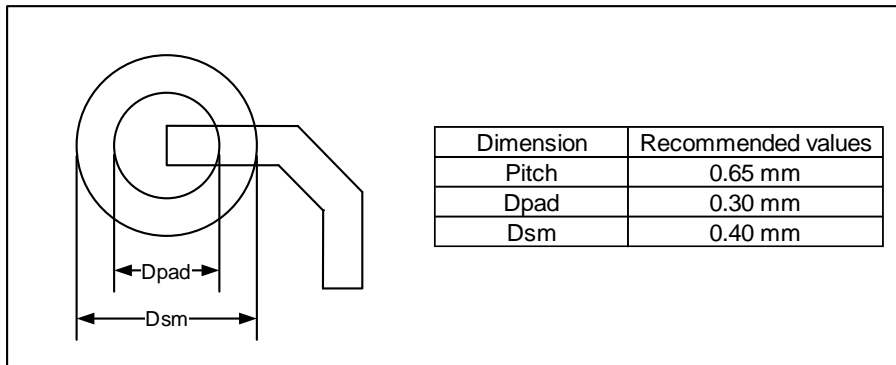 Dpad
Dsm
Dimension Recommended values
Pitch 0.65 mm
Dpad 0.30 mm
Dsm 0.40 mm